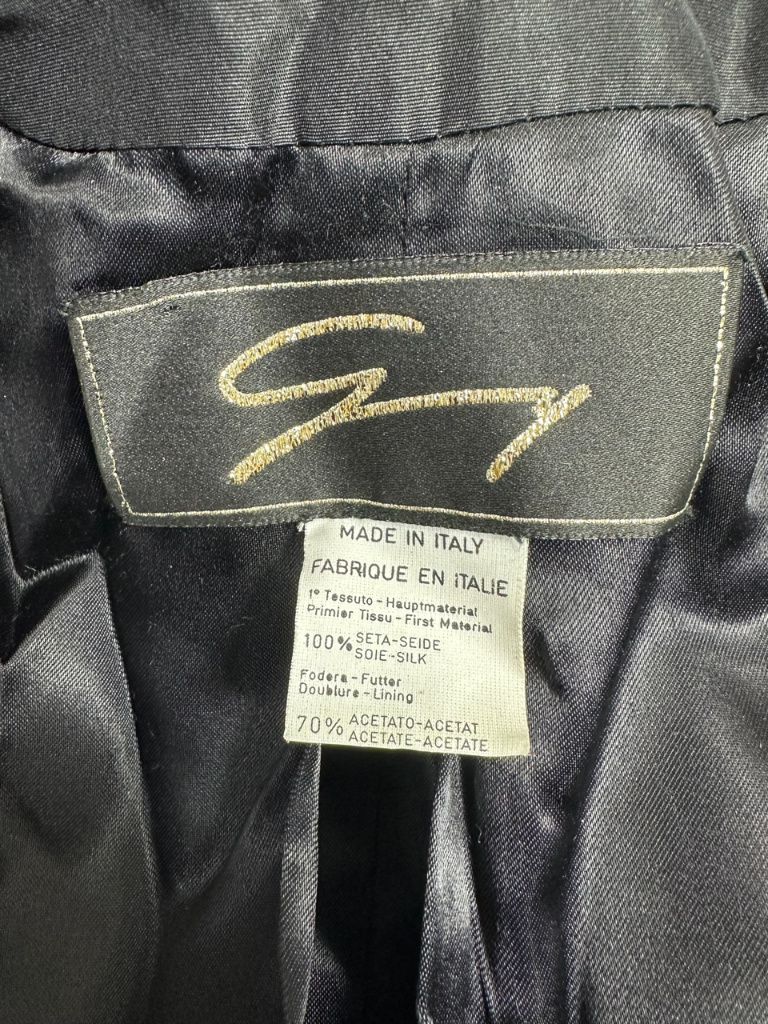 MADE IN ITALY
FABRIQUE EN ITALIE
1° Tessuto - Hauptmaterial
Primier Tissu - First Material
100% SETA-SEIDE
SOIE-SILK
Fodera - Futter
Doublure - Lining
70% ACETATO-ACETAT
ACETATE-ACETATE